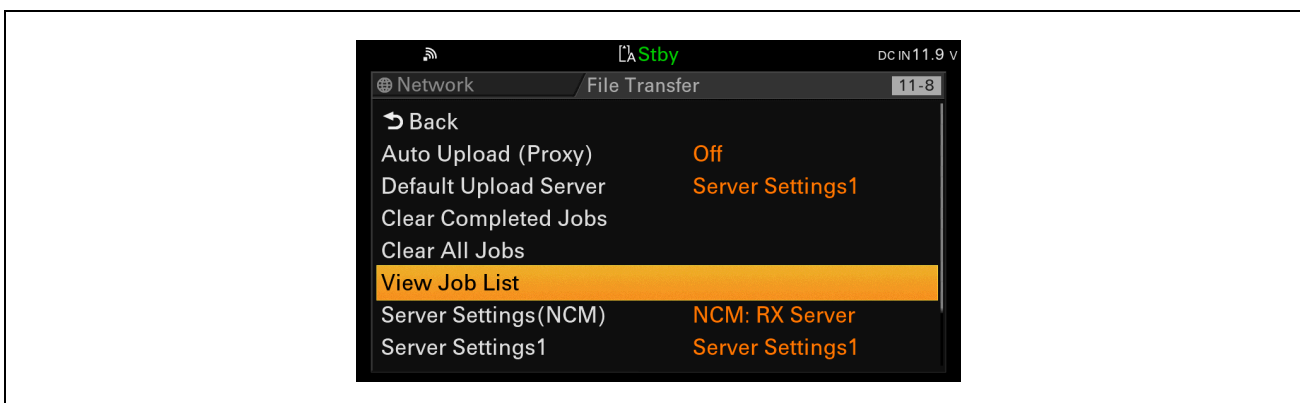 Stby DC IN 11.9 V
Network File Transfer 11-8
Back
Auto Upload (Proxy) Off
Default Upload Server Server Settings1
Clear Completed Jobs
Clear All Jobs
View Job List
Server Settings(NCM) NCM: RX Server
Server Settings1 Server Settings1